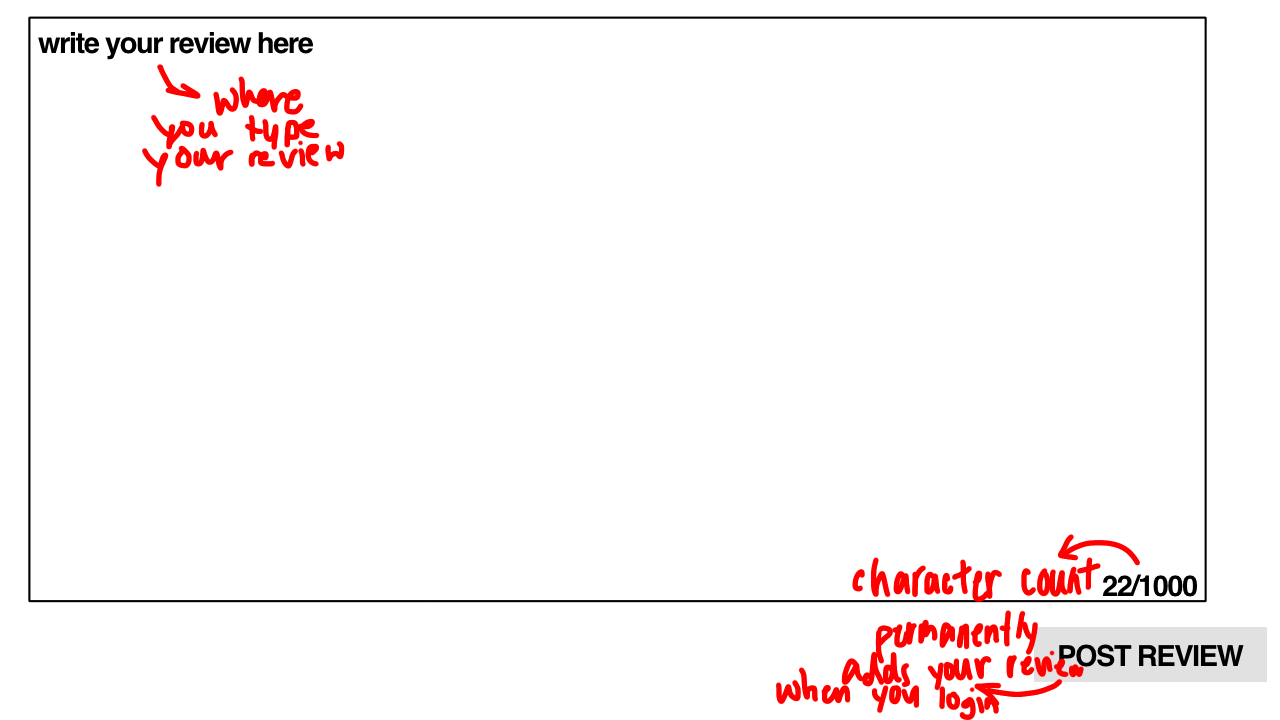 write your review here
where
you type
your review
character count
22/1000
permanently
adds your review
when you login
POST REVIEW